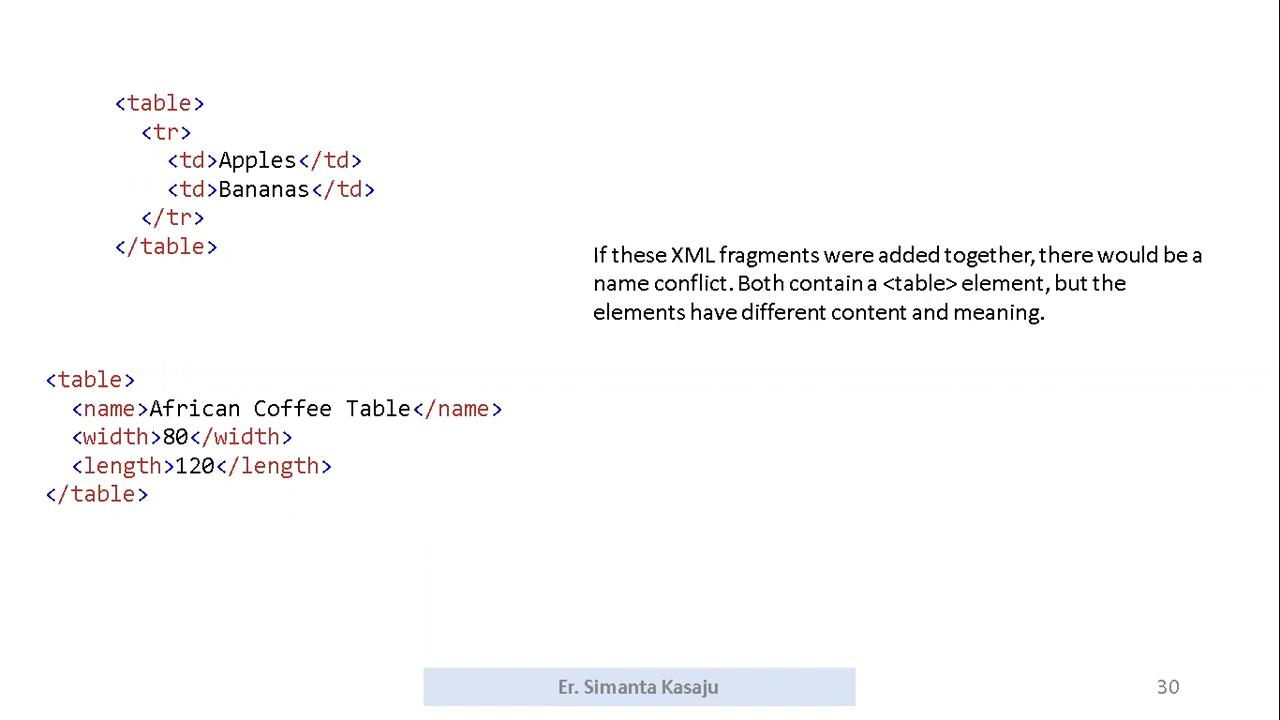 <table>
<tr>
<td>Apples</td>
<td>Bananas</td>
</tr>
</table>
If these XML fragments were added together, there would be a
name conflict. Both contain a <table> element, but the
elements have different content and meaning.
<table>
<name>African Coffee Table</name>
<width>80</width>
<length>120</length>
</table>
Er. Simanta Kasaju
30